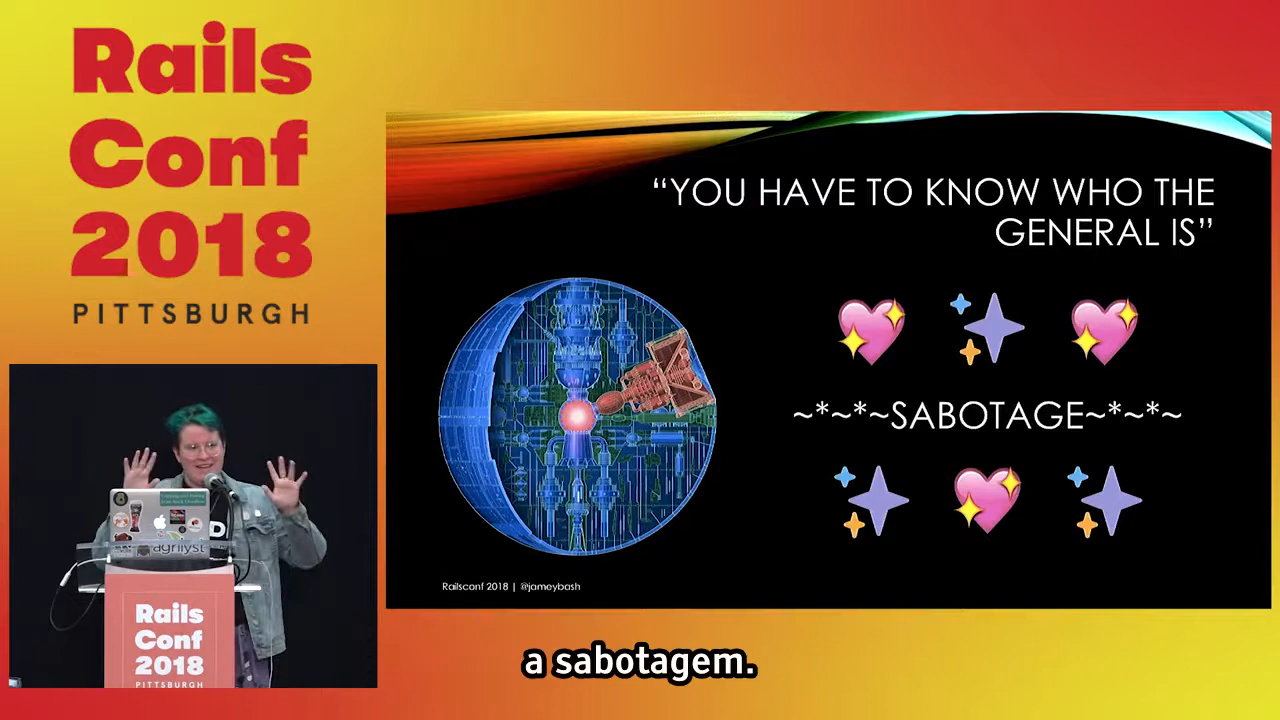 Rails
Conf
2018
PITTSBURGH
“YOU HAVE TO KNOW WHO THE
GENERAL IS”
~*~*~SABOTAGE~*~*~
Railsconf 2018 | @jameybash
agrilyst
Rails
Conf
2018
PITTSBURGH
a sabotagem.